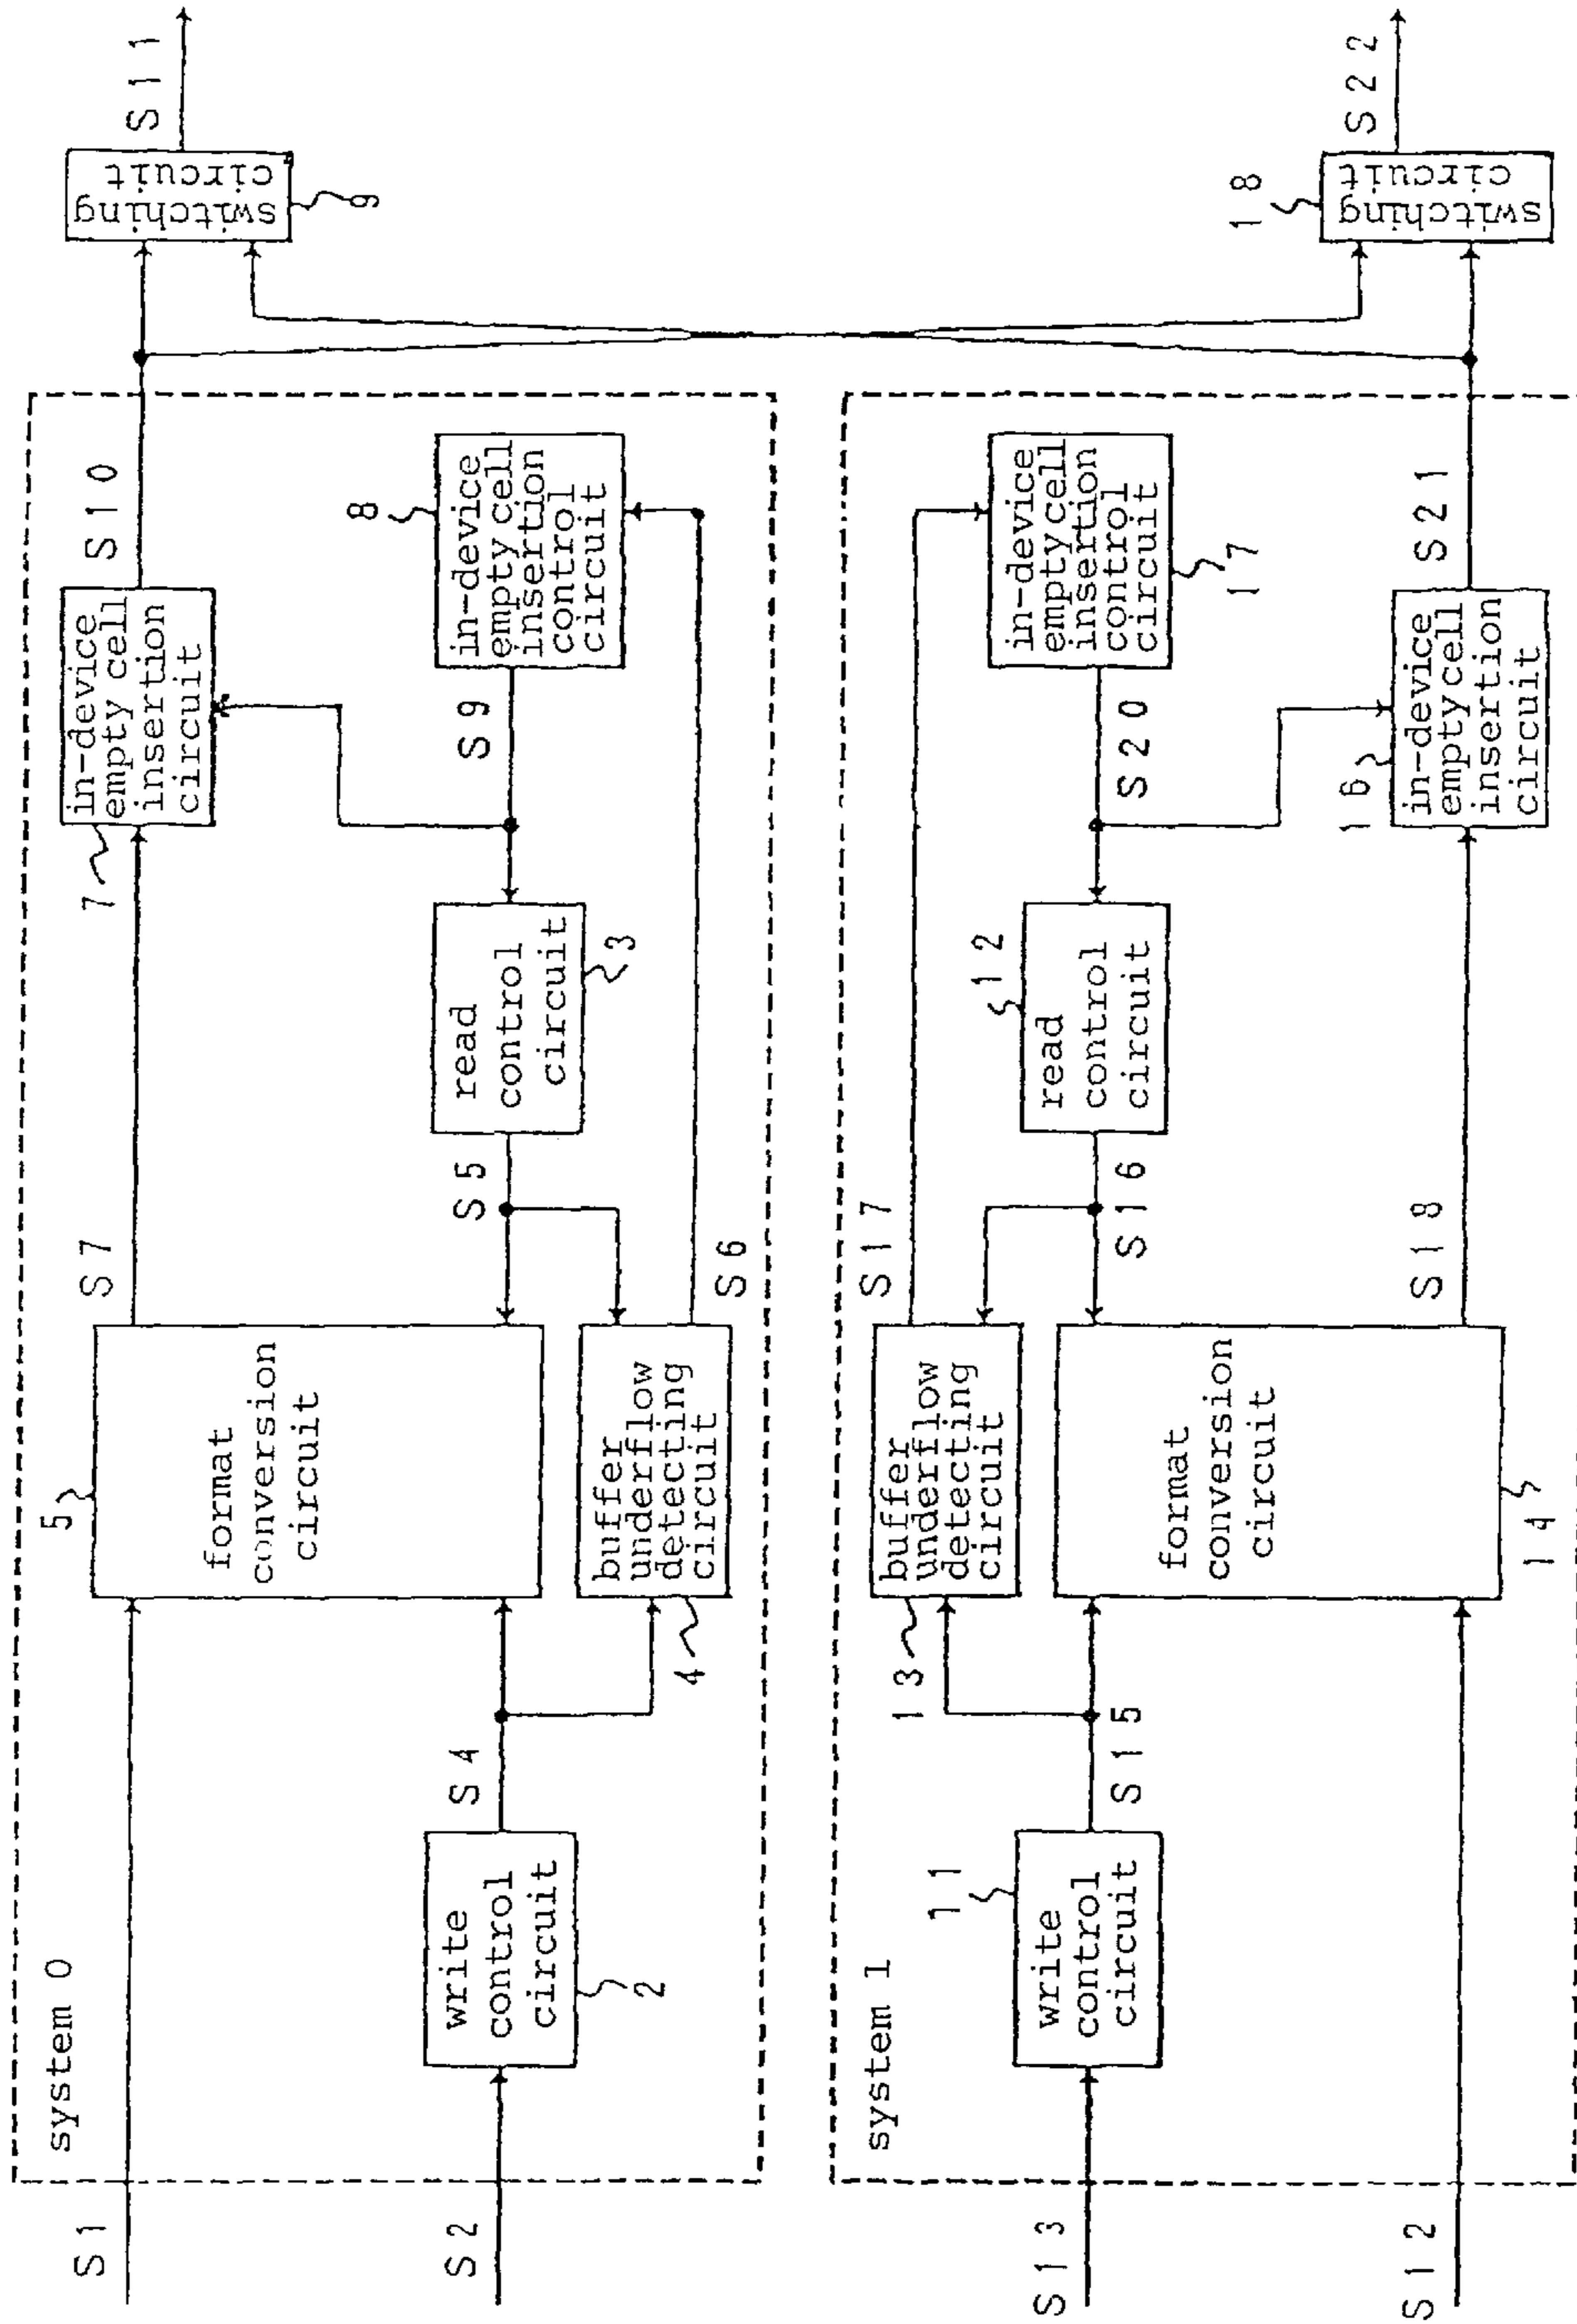 system 0
S1
S2
write
control
circuit
2
S4
5
format
conversion
circuit
buffer
underflow
detecting
circuit
4
S7
S5
S6
read
control
circuit
3
7
in-device
empty cell
insertion
circuit
S9
8
in-device
empty cell
insertion
control
circuit
S10
switching
circuit
9
S11
system 1
S13
S12
write
control
circuit
11
S15
13
buffer
underflow
detecting
circuit
format
conversion
circuit
14
S17
S16
S18
read
control
circuit
12
S20
in-device
empty cell
insertion
control
circuit
17
16
in-device
empty cell
insertion
circuit
S21
switching
circuit
18
S22